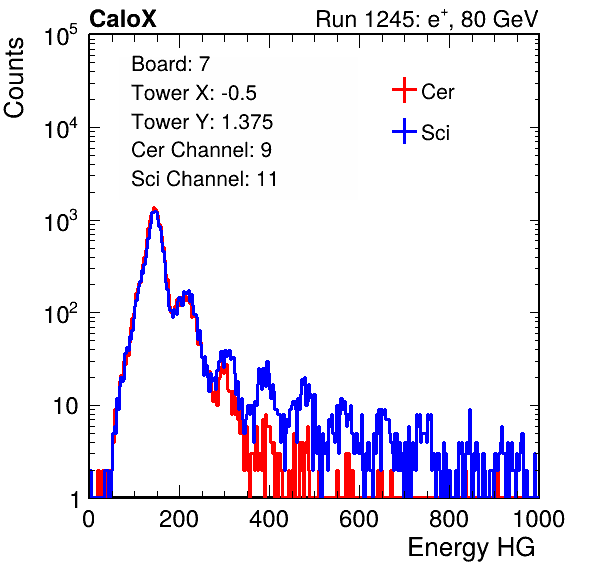 CaloX Run 1245: e⁺, 80 GeV
Counts
Board: 7
Tower X: -0.5
Tower Y: 1.375
Cer Channel: 9
Sci Channel: 11
Cer
Sci
10⁵
10⁴
10³
10²
10
1
0 200 400 600 800 1000
Energy HG